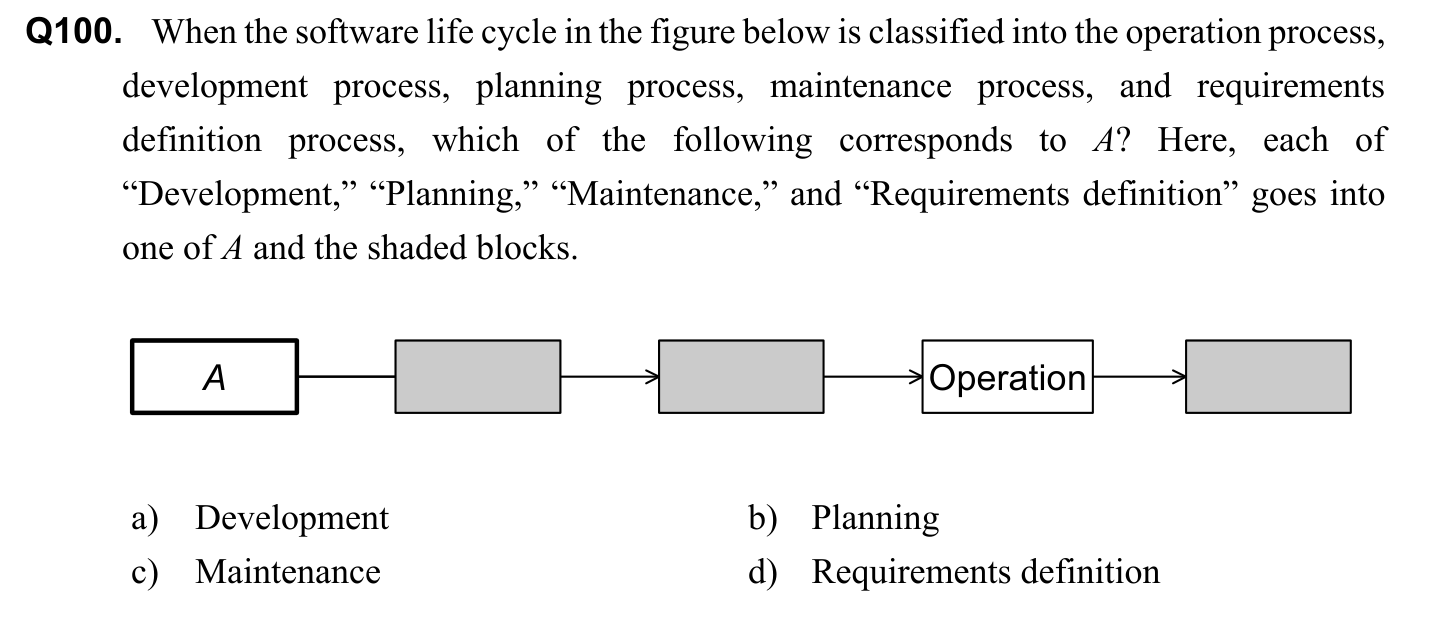 Q100. When the software life cycle in the figure below is classified into the operation process,
development process, planning process, maintenance process, and requirements
definition process, which of the following corresponds to A? Here, each of
“Development,” “Planning,” “Maintenance,” and “Requirements definition” goes into
one of A and the shaded blocks.
A Operation
a) Development b) Planning
c) Maintenance d) Requirements definition